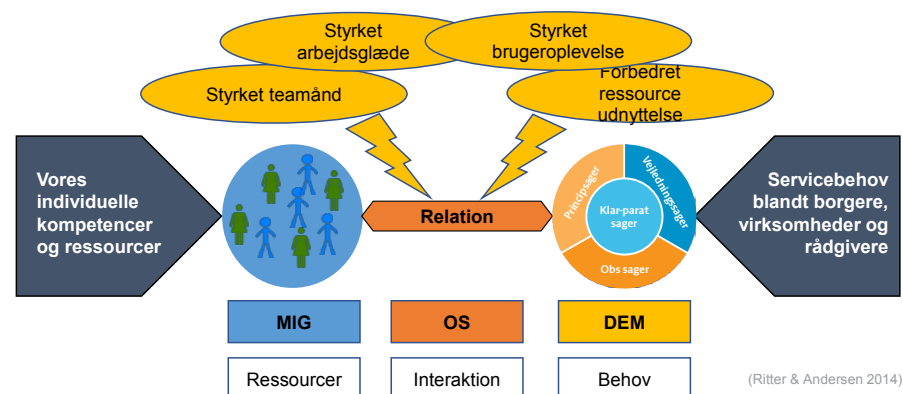 Styrket
arbejdsglæde
Styrket
brugeroplevelse
Styrket teamånd
Forbedret
ressource
udnyttelse
Vores
individuelle
kompetencer
og ressourcer
Relation
Principsager
Vejledningssager
Klar-parat
sager
Obs sager
Servicebehov
blandt borgere,
virksomheder og
rådgivere
MIG
OS
DEM
Ressourcer
Interaktion
Behov
(Ritter & Andersen 2014)